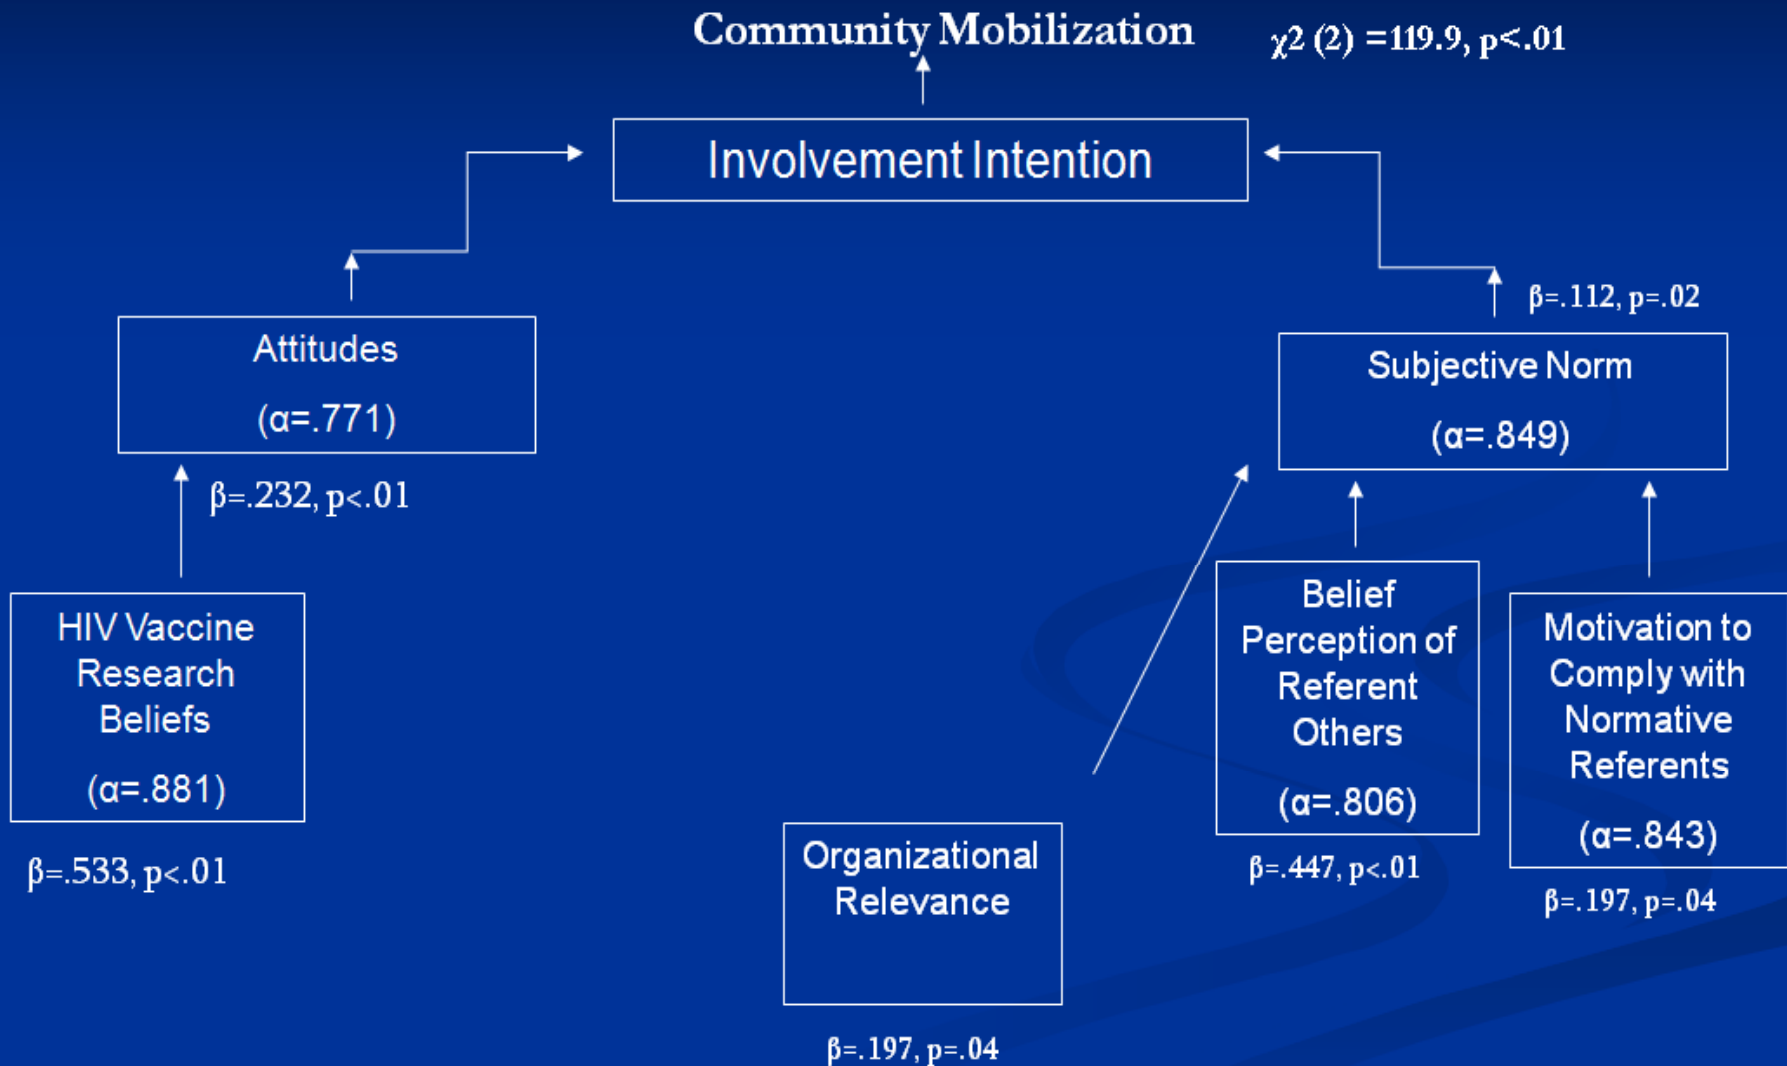 Community Mobilization
χ2 (2) =119.9, p<.01
Involvement Intention
Attitudes
(α=.771)
β=.232, p<.01
β=.112, p=.02
Subjective Norm
(α=.849)
HIV Vaccine
Research
Beliefs
(α=.881)
β=.533, p<.01
Organizational
Relevance
β=.197, p=.04
Belief
Perception of
Referent
Others
(α=.806)
β=.447, p<.01
Motivation to
Comply with
Normative
Referents
(α=.843)
β=.197, p=.04